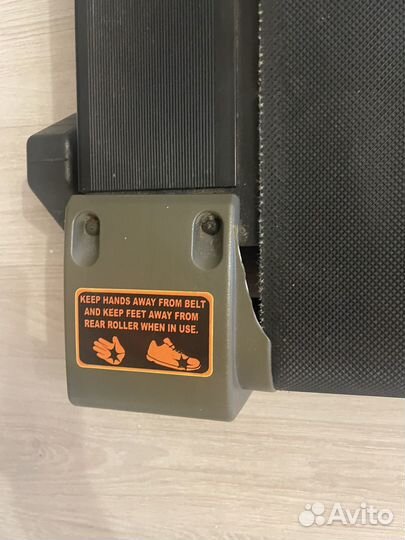 KEEP HANDS AWAY FROM BELT
AND KEEP FEET AWAY FROM
REAR ROLLER WHEN IN USE.
Avito